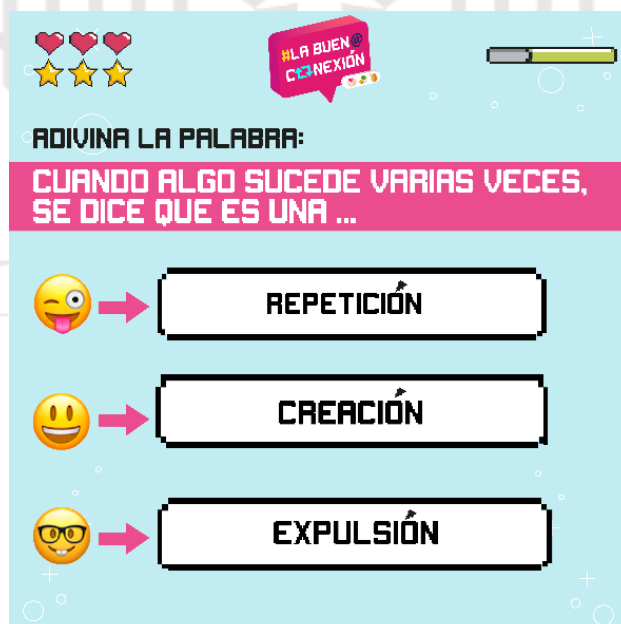 #LA BUEN@
CONEXIÓN
ADIVINA LA PALABRA:
CUANDO ALGO SUCEDE VARIAS VECES,
SE DICE QUE ES UNA ...
REPETICIÓN
CREACIÓN
EXPULSIÓN